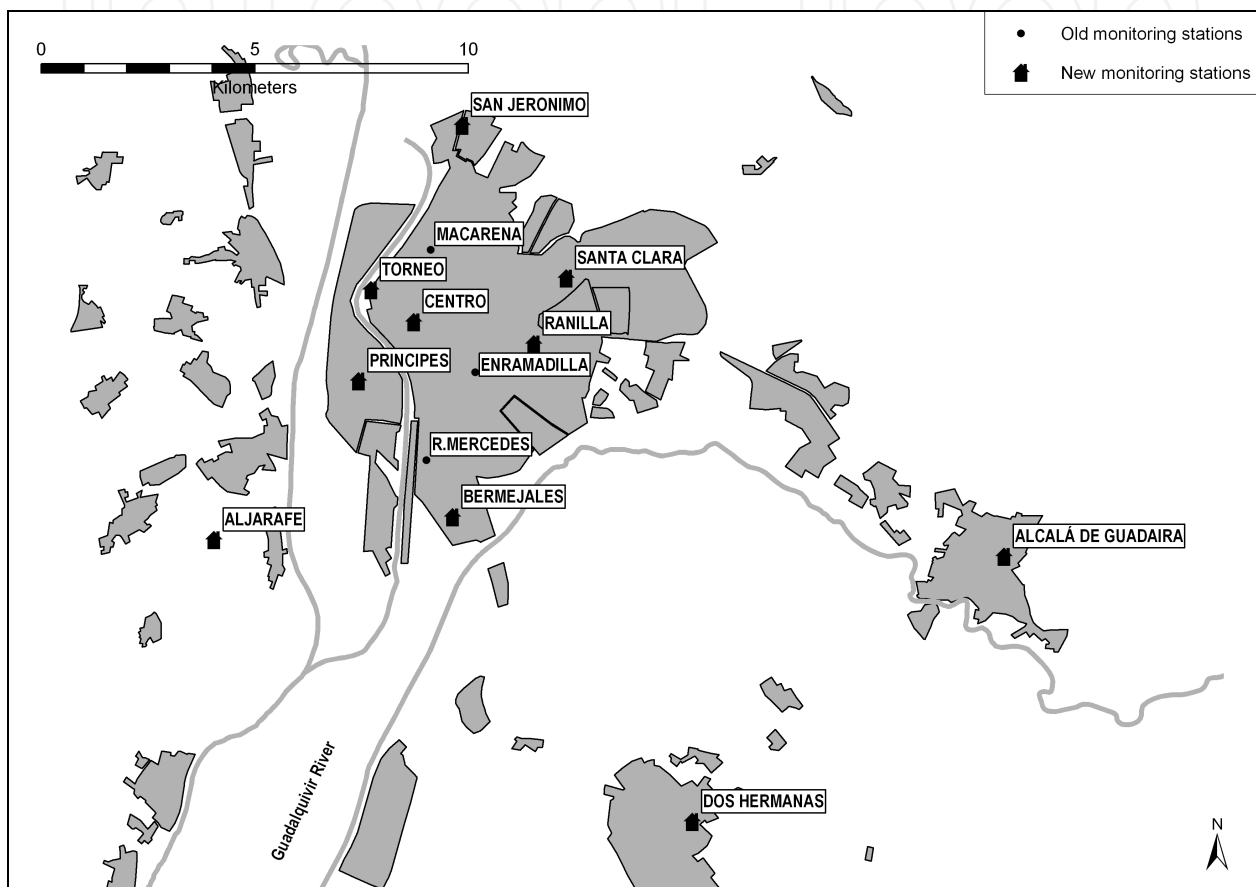 0 5 10
Kilometers
Old monitoring stations
New monitoring stations
SAN JERONIMO
MACARENA
SANTA CLARA
TORNEO
CENTRO
RANILLA
PRINCIPES
ENRAMADILLA
R.MERCEDES
BERMEJALES
ALJARAFE
ALCALÁ DE GUADAIRA
Guadalquivir River
DOS HERMANAS
N